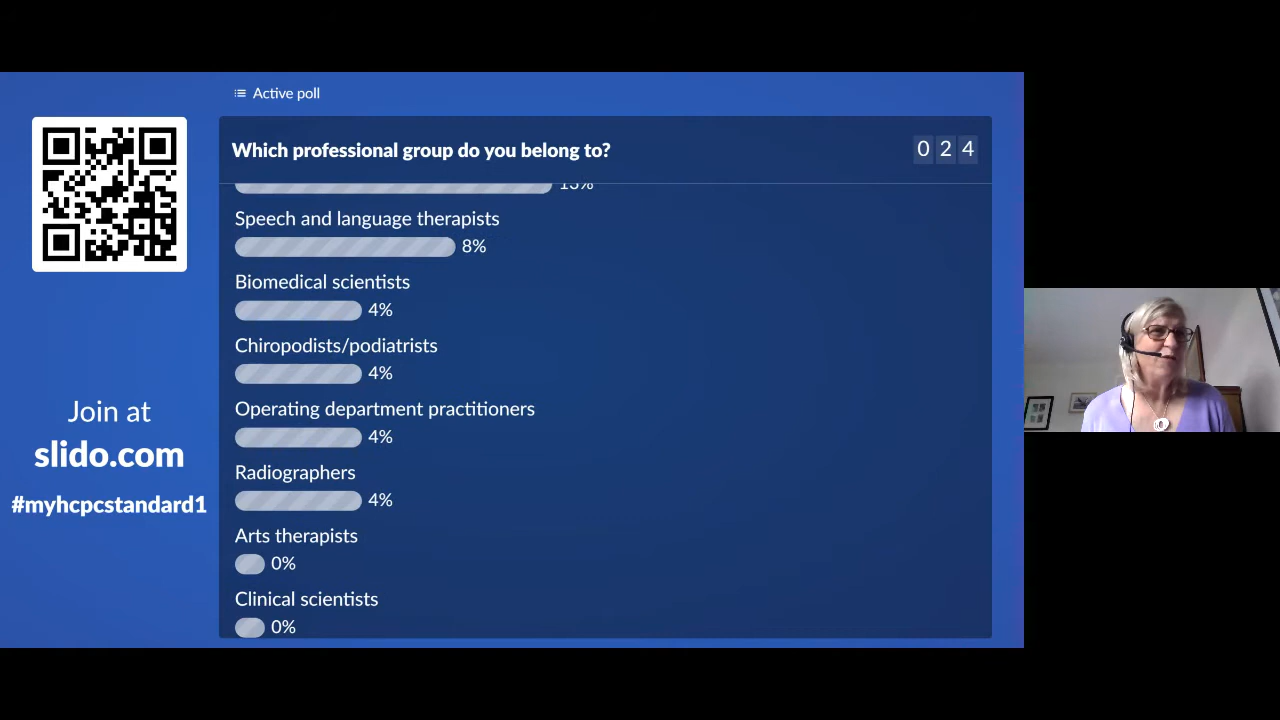 Active poll
Which professional group do you belong to?
0 2 4
13%
Speech and language therapists
8%
Biomedical scientists
4%
Chiropodists/podiatrists
4%
Operating department practitioners
4%
Radiographers
4%
Arts therapists
0%
Clinical scientists
0%
Join at
slido.com
#myhcpcstandard1